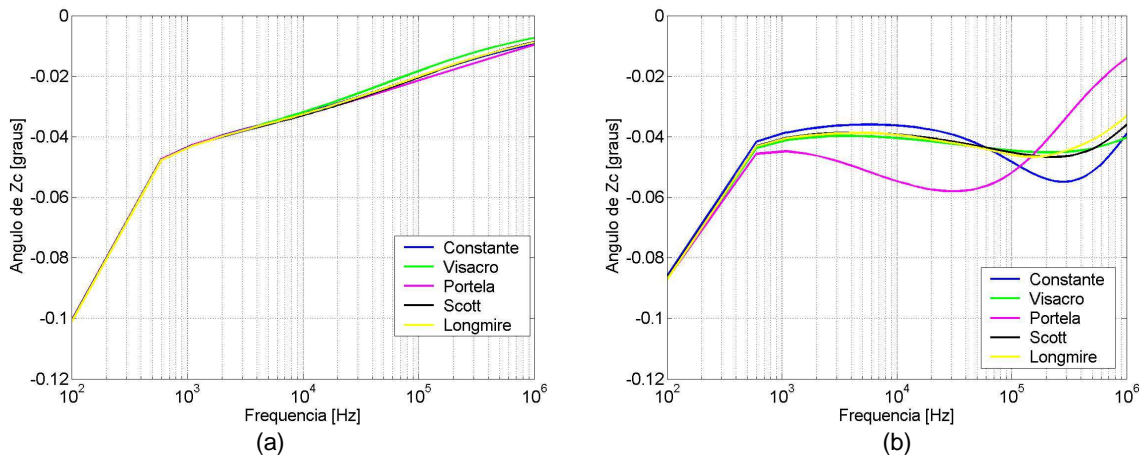 0
-0.02
-0.04
-0.06
-0.08
-0.1
-0.12
Angulo de Zc [graus]
10^2
10^3
10^4
10^5
10^6
Frequencia [Hz]
Constante
Visacro
Portela
Scott
Longmire
(a)
0
-0.02
-0.04
-0.06
-0.08
-0.1
-0.12
Angulo de Zc [graus]
10^2
10^3
10^4
10^5
10^6
Frequencia [Hz]
Constante
Visacro
Portela
Scott
Longmire
(b)